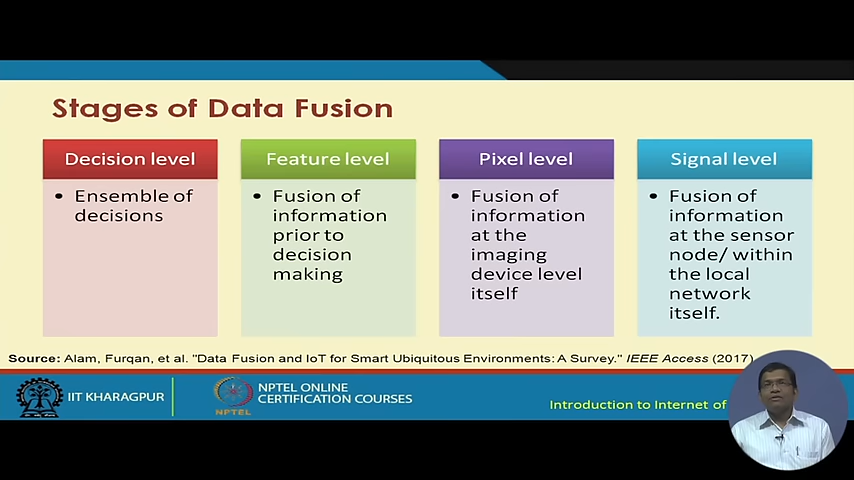 Stages of Data Fusion
Decision level
• Ensemble of
decisions
Feature level
• Fusion of
information
prior to
decision
making
Pixel level
• Fusion of
information
at the
imaging
device level
itself
Signal level
• Fusion of
information
at the sensor
node/ within
the local
network
itself.
Source: Alam, Furqan, et al. "Data Fusion and IoT for Smart Ubiquitous Environments: A Survey." IEEE Access (2017)
IIT KHARAGPUR
NPTEL
NPTEL ONLINE
CERTIFICATION COURSES
Introduction to Internet of